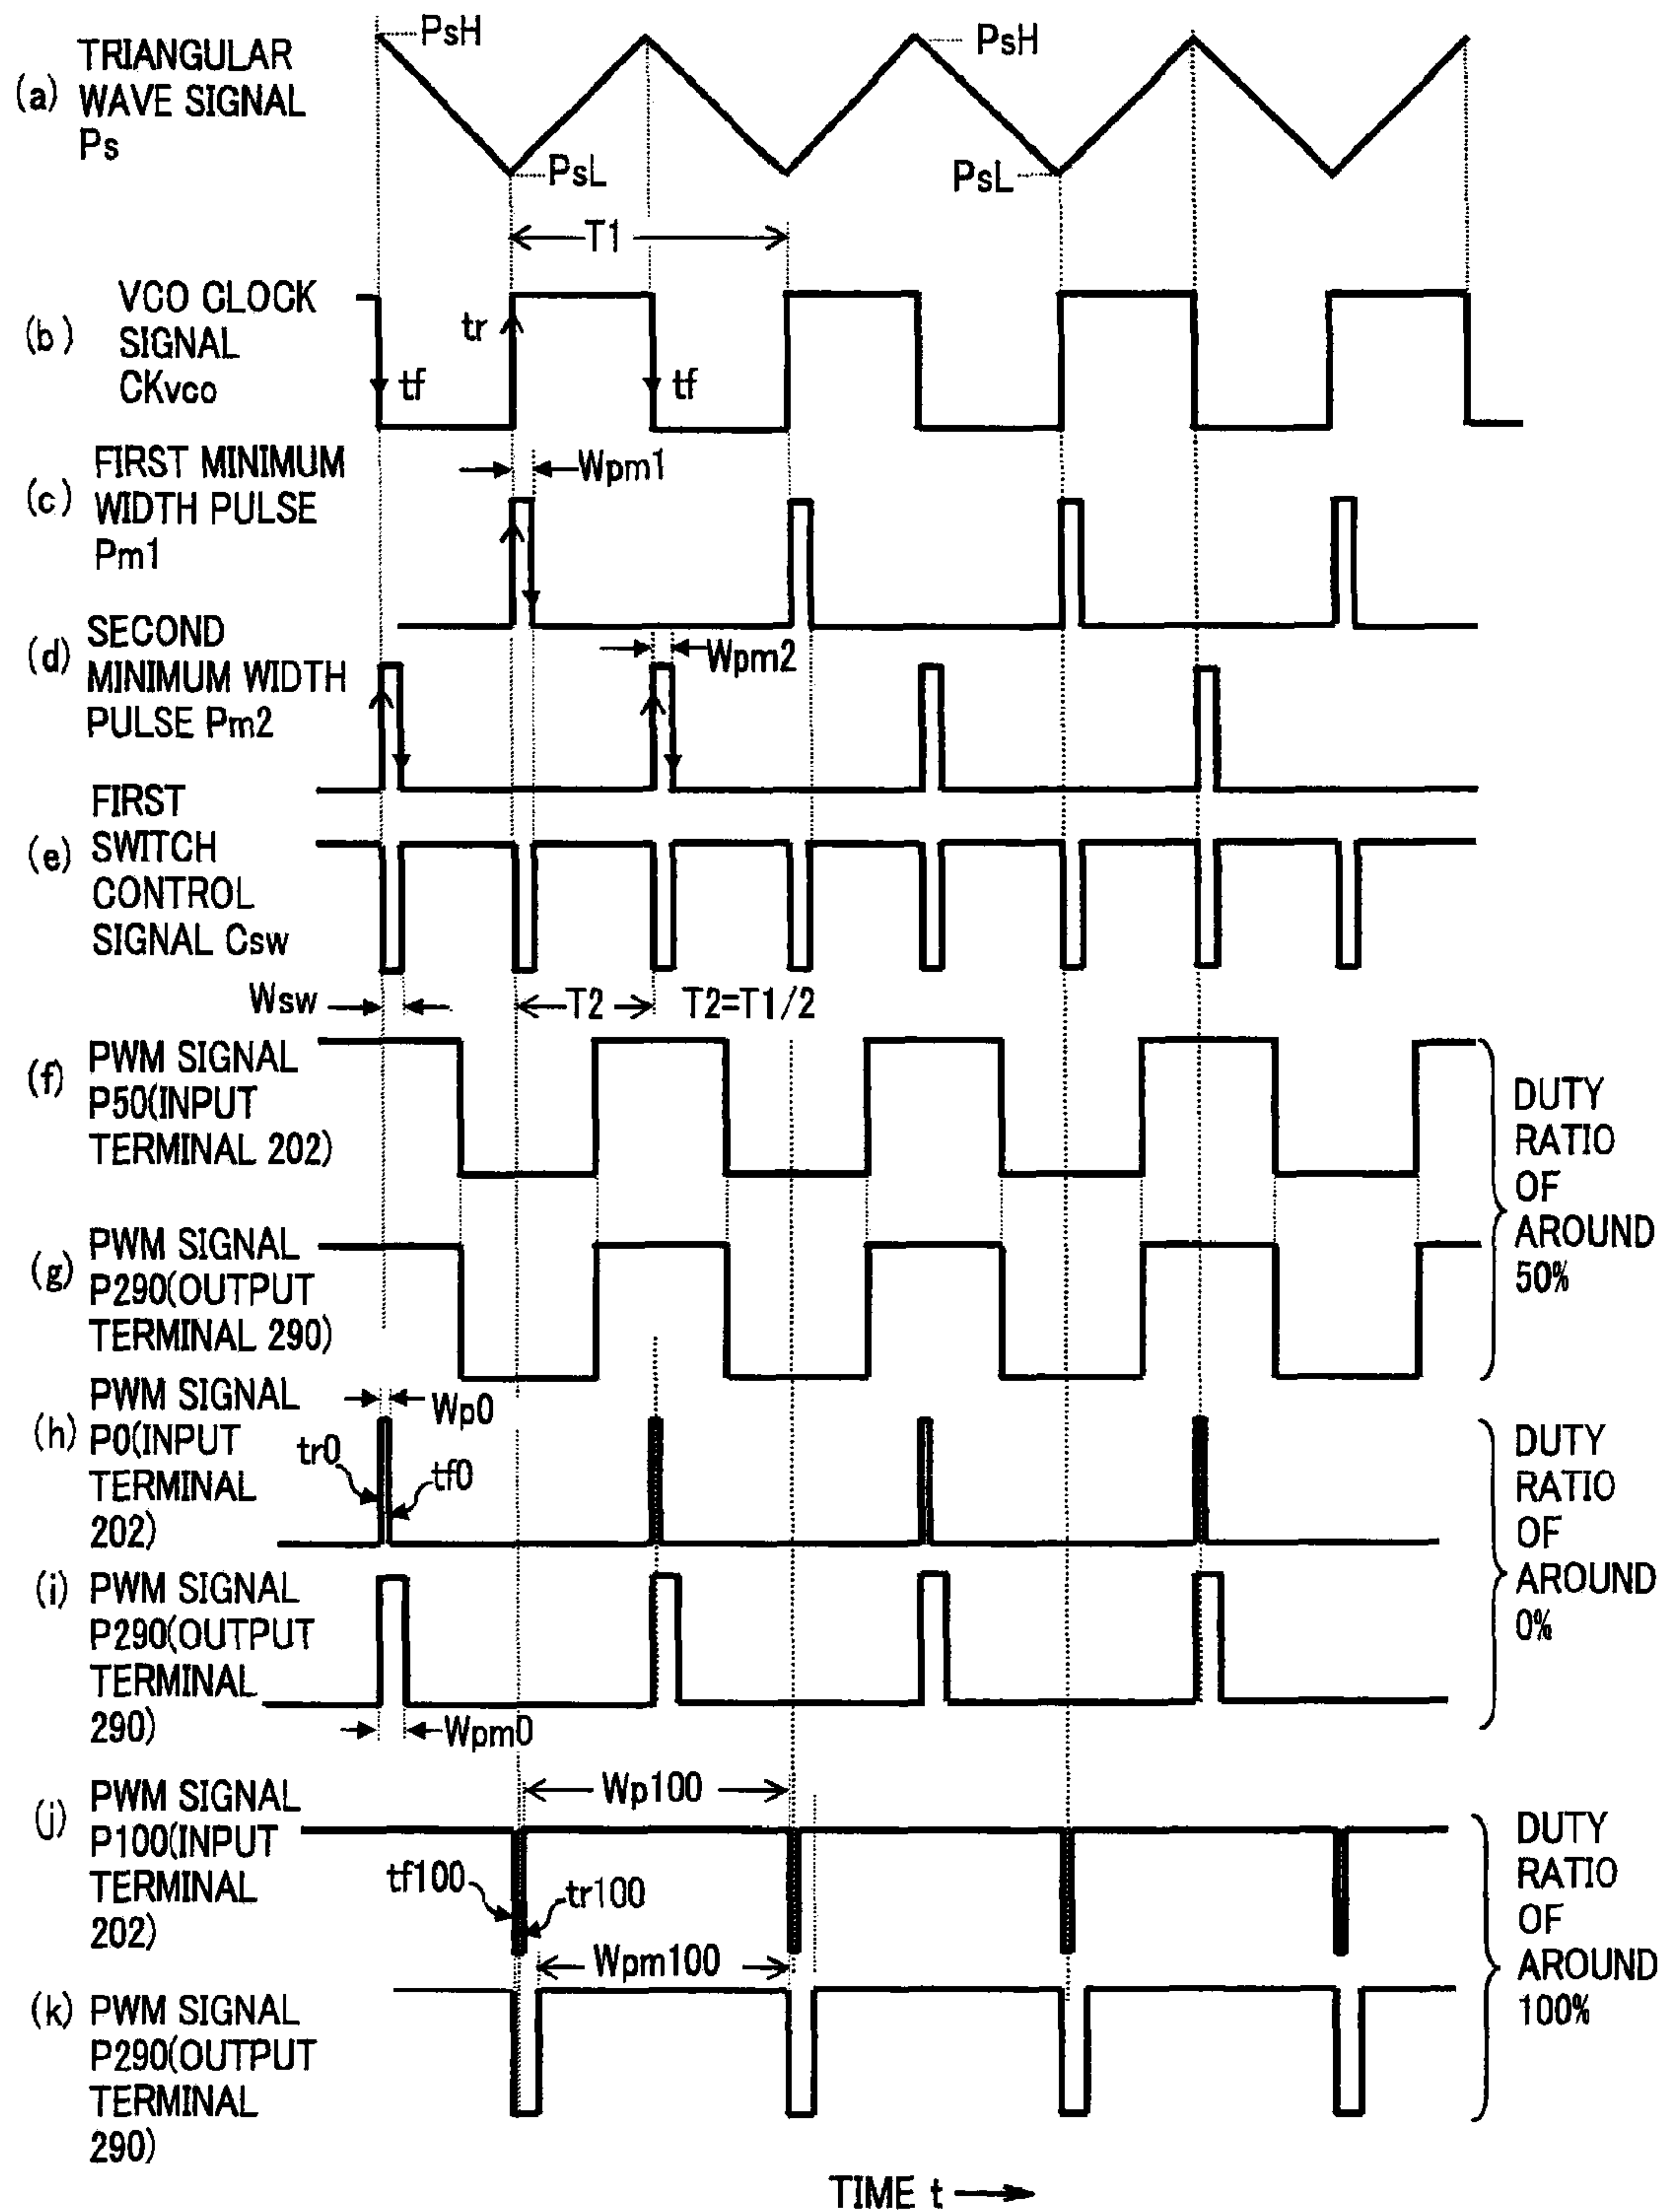 PsH
PsH
(a) TRIANGULAR
WAVE SIGNAL
Ps
PsL
PsL
T1
(b) VCO CLOCK
SIGNAL
CKvco
tr
tf
tf
(c) FIRST MINIMUM
WIDTH PULSE
Pm1
Wpm1
(d) SECOND
MINIMUM WIDTH
PULSE Pm2
Wpm2
(e) FIRST
SWITCH
CONTROL
SIGNAL Csw
Wsw
T2
T2=T1/2
(f) PWM SIGNAL
P50(INPUT
TERMINAL 202)
(g) PWM SIGNAL
P290(OUTPUT
TERMINAL 290)
DUTY
RATIO
OF
AROUND
50%
(h) PWM SIGNAL
P0(INPUT
TERMINAL
202)
Wp0
tr0
tf0
(i) PWM SIGNAL
P290(OUTPUT
TERMINAL
290)
Wpm0
DUTY
RATIO
OF
AROUND
0%
(j) PWM SIGNAL
P100(INPUT
TERMINAL
202)
Wp100
tf100
tr100
Wpm100
(k) PWM SIGNAL
P290(OUTPUT
TERMINAL
290)
DUTY
RATIO
OF
AROUND
100%
TIME t